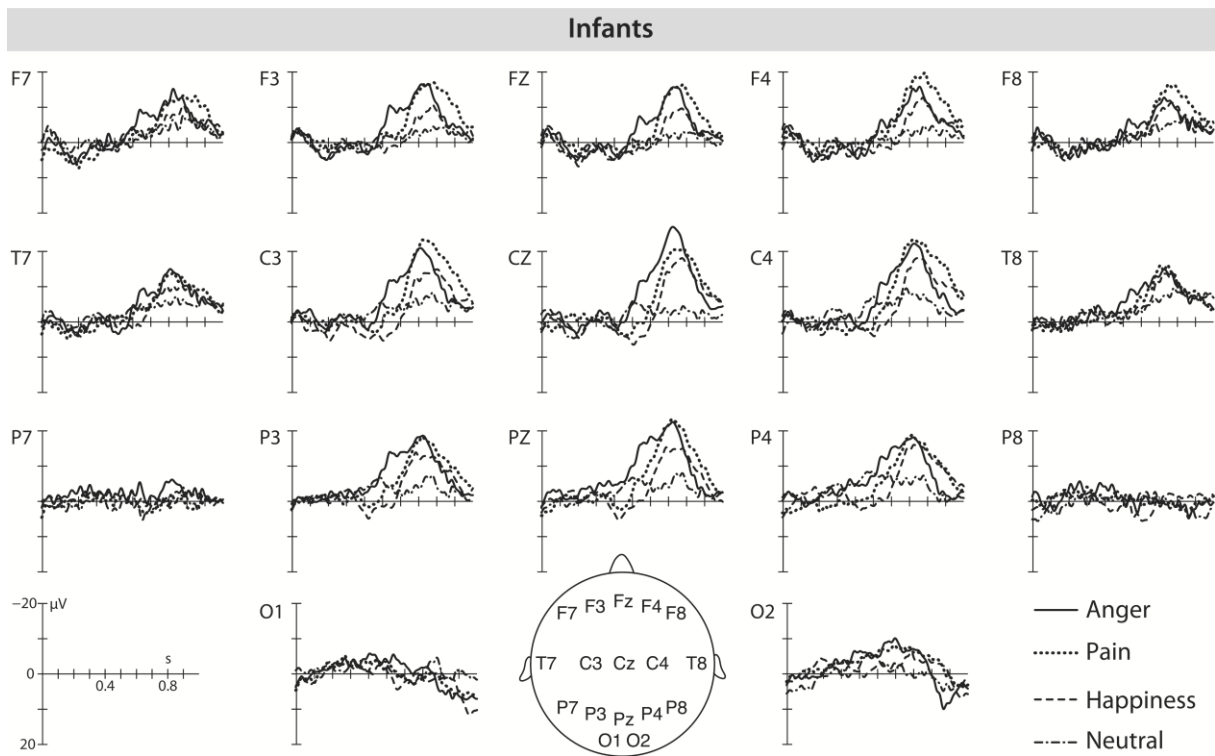 Infants
F7
F3
FZ
F4
F8
T7
C3
CZ
C4
T8
P7
P3
PZ
P4
P8
−20 µV
0
20
0.4
0.8
s
O1
F7 F3 Fz F4 F8
T7 C3 Cz C4 T8
P7 P3 Pz P4 P8
O1 O2
O2
Anger
Pain
Happiness
Neutral